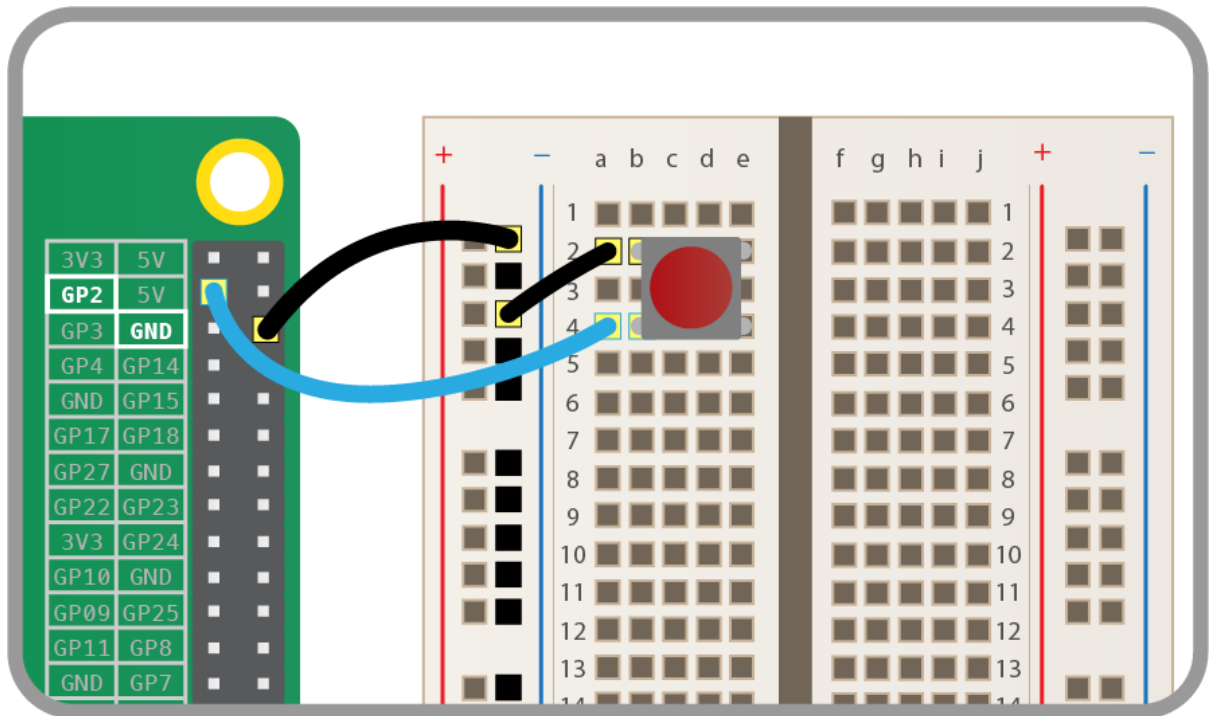 + − a b c d e f g h i j + −
3V3 5V
GP2 5V
GP3 GND
GP4 GP14
GND GP15
GP17 GP18
GP27 GND
GP22 GP23
3V3 GP24
GP10 GND
GP09 GP25
GP11 GP8
GND GP7
1 1
2 2
3 3
4 4
5 5
6 6
7 7
8 8
9 9
10 10
11 11
12 12
13 13
14 14